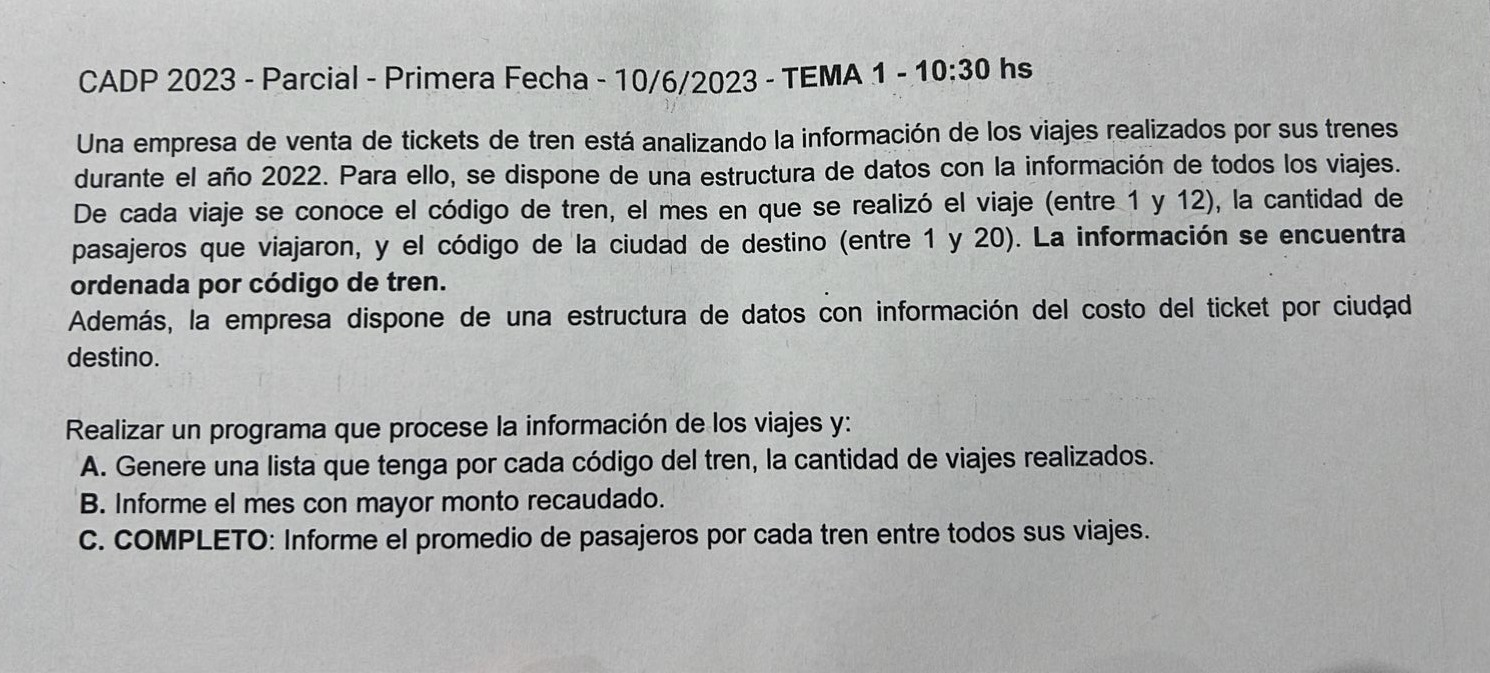 CADP 2023 - Parcial - Primera Fecha - 10/6/2023 - TEMA 1 - 10:30 hs
Una empresa de venta de tickets de tren está analizando la información de los viajes realizados por sus trenes
durante el año 2022. Para ello, se dispone de una estructura de datos con la información de todos los viajes.
De cada viaje se conoce el código de tren, el mes en que se realizó el viaje (entre 1 y 12), la cantidad de
pasajeros que viajaron, y el código de la ciudad de destino (entre 1 y 20). La información se encuentra
ordenada por código de tren.
Además, la empresa dispone de una estructura de datos con información del costo del ticket por ciudad
destino.
Realizar un programa que procese la información de los viajes y:
A. Genere una lista que tenga por cada código del tren, la cantidad de viajes realizados.
B. Informe el mes con mayor monto recaudado.
C. COMPLETO: Informe el promedio de pasajeros por cada tren entre todos sus viajes.